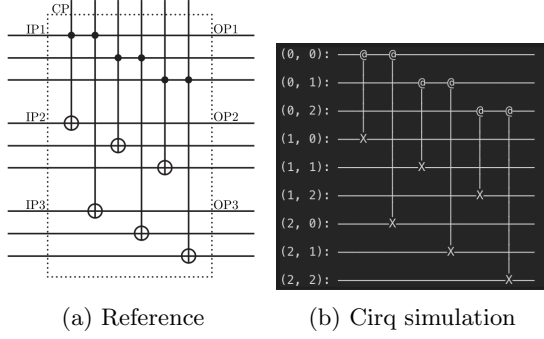 CP
IP1 OP1
IP2 OP2
IP3 OP3
(0, 0): @ @
(0, 1): @ @
(0, 2): @ @
(1, 0): X
(1, 1): X
(1, 2): X
(2, 0): X
(2, 1): X
(2, 2): X
(a) Reference
(b) Cirq simulation